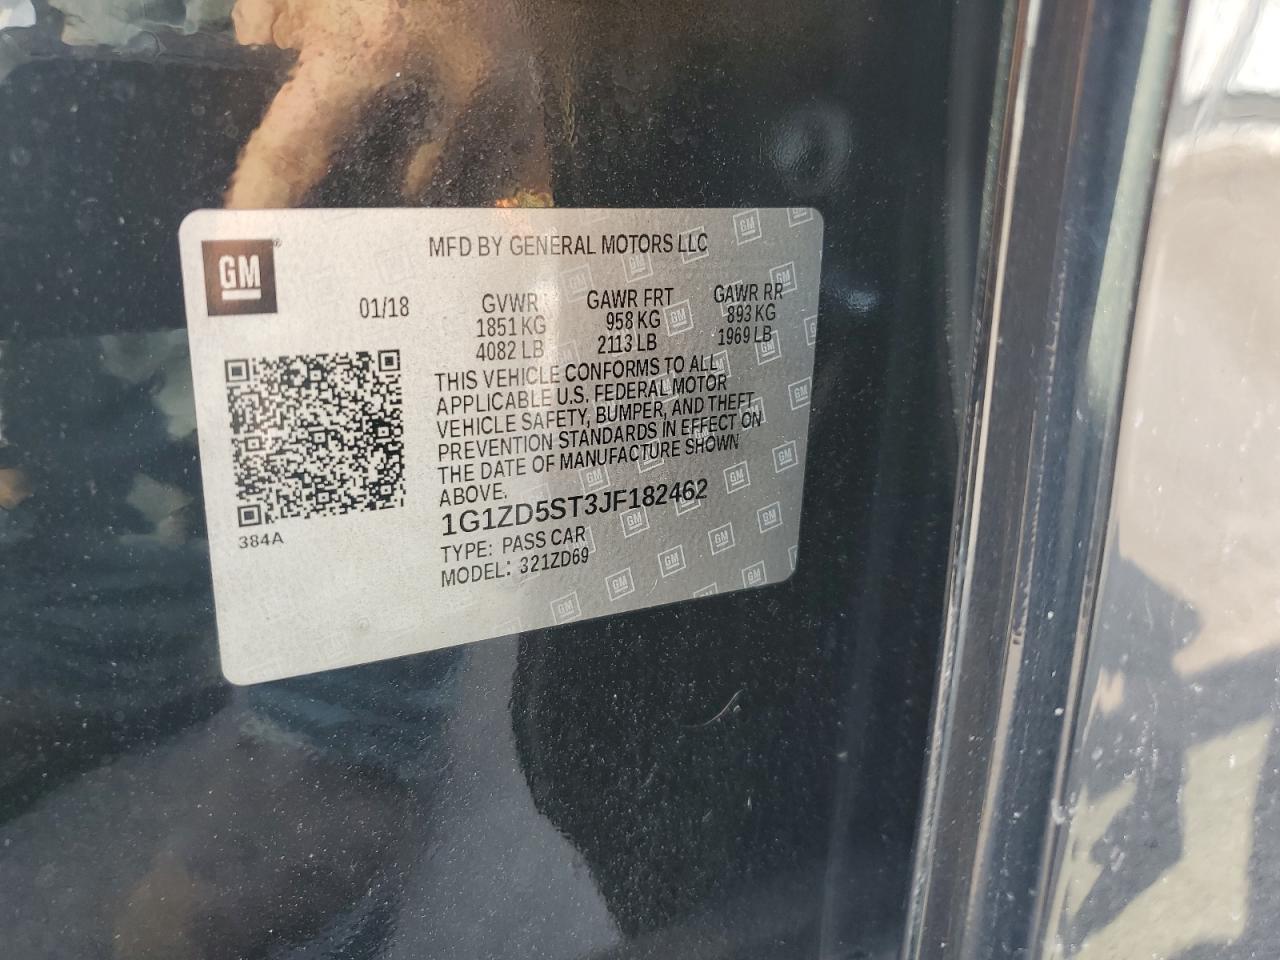 GM
MFD BY GENERAL MOTORS LLC
01/18
GVWR GAWR FRT GAWR RR
1851 KG 958 KG 893 KG
4082 LB 2113 LB 1969 LB
THIS VEHICLE CONFORMS TO ALL
APPLICABLE U.S. FEDERAL MOTOR
VEHICLE SAFETY, BUMPER, AND THEFT
PREVENTION STANDARDS IN EFFECT ON
THE DATE OF MANUFACTURE SHOWN
ABOVE.
1G1ZD5ST3JF182462
TYPE: PASS CAR
MODEL: 321ZD69
384A